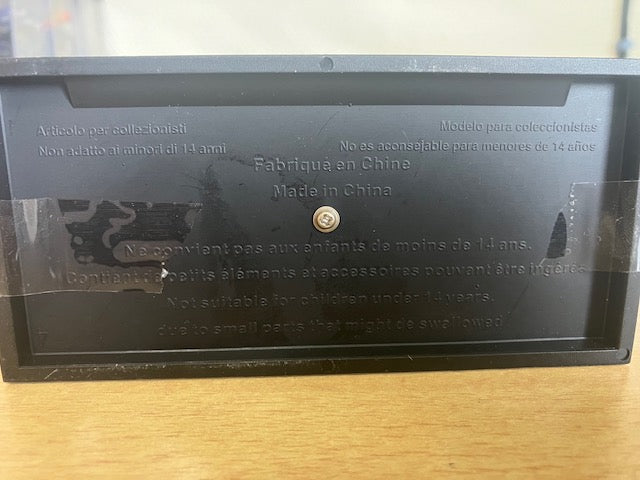 Articolo per collezionisti
Non adatto ai minori di 14 anni
Modelo para coleccionistas
No es aconsejable para menores de 14 años
Fabriqué en Chine
Made in China
Ne convient pas aux enfants de moins de 14 ans.
Contient de petits éléments et accessoires pouvant être ingérés
Not suitable for children under 14 years.
due to small parts that might be swallowed